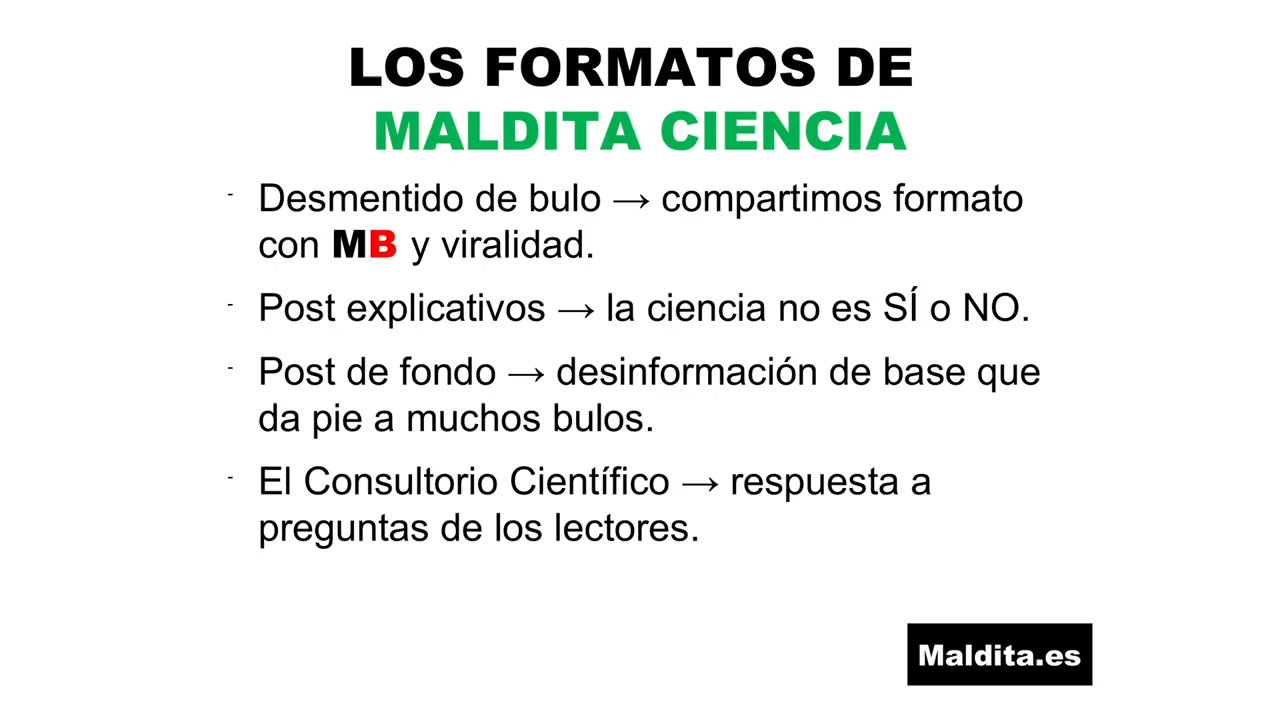 LOS FORMATOS DE
MALDITA CIENCIA
- Desmentido de bulo → compartimos formato
con MB y viralidad.
- Post explicativos → la ciencia no es SÍ o NO.
- Post de fondo → desinformación de base que
da pie a muchos bulos.
- El Consultorio Científico → respuesta a
preguntas de los lectores.
Maldita.es